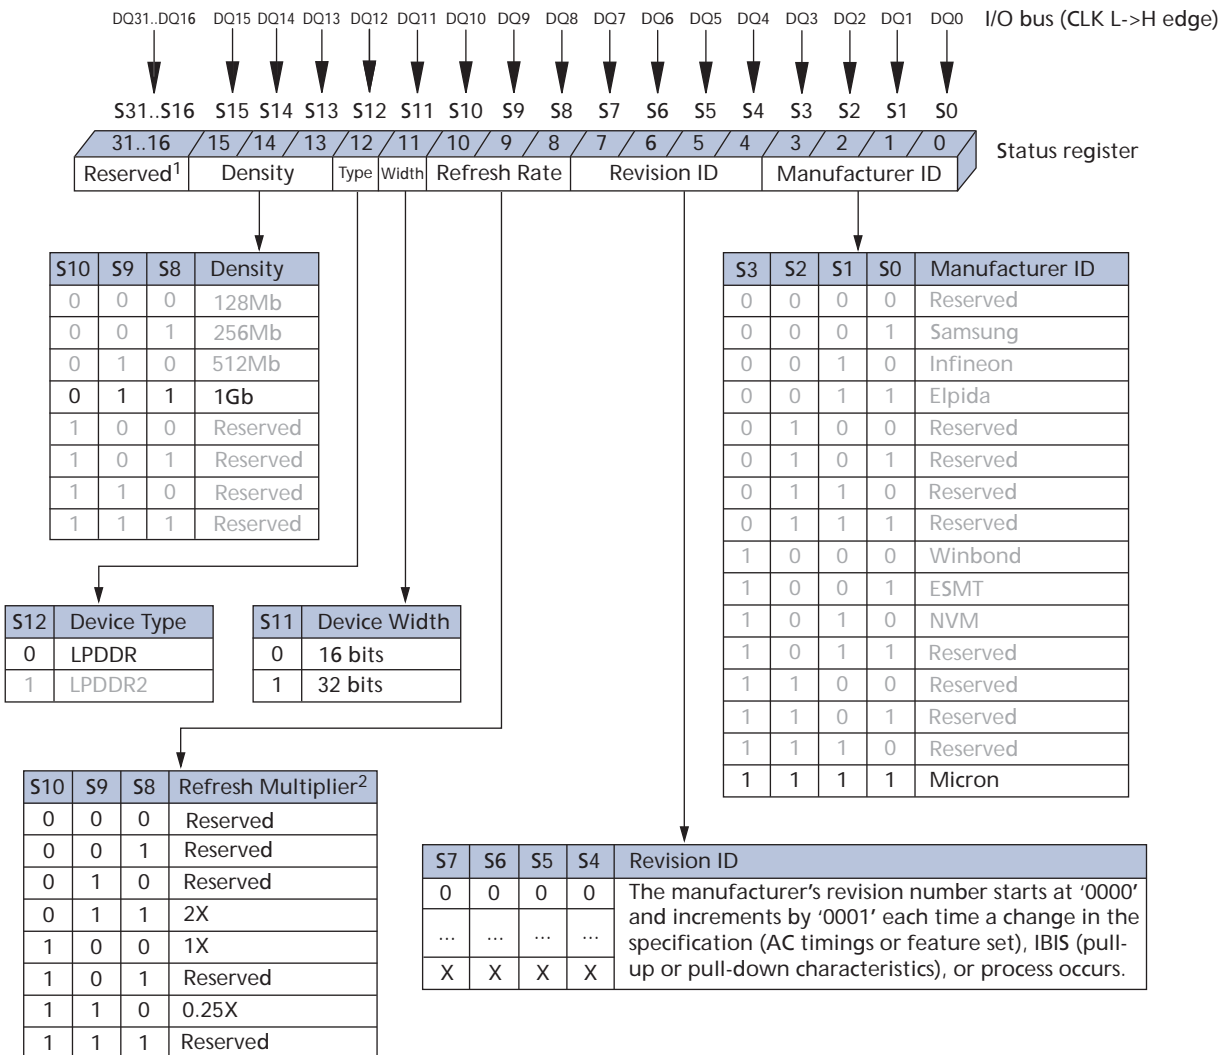 DQ31..DQ16 DQ15 DQ14 DQ13 DQ12 DQ11 DQ10 DQ9 DQ8 DQ7 DQ6 DQ5 DQ4 DQ3 DQ2 DQ1 DQ0 I/O bus (CLK L->H edge)
S31..S16 S15 S14 S13 S12 S11 S10 S9 S8 S7 S6 S5 S4 S3 S2 S1 S0
31..16 15 14 13 12 11 10 9 8 7 6 5 4 3 2 1 0 Status register
Reserved1 Density Type Width Refresh Rate Revision ID Manufacturer ID
S10 S9 S8 Density
0 0 0 128Mb
0 0 1 256Mb
0 1 0 512Mb
0 1 1 1Gb
1 0 0 Reserved
1 0 1 Reserved
1 1 0 Reserved
1 1 1 Reserved
S3 S2 S1 S0 Manufacturer ID
0 0 0 0 Reserved
0 0 0 1 Samsung
0 0 1 0 Infineon
0 0 1 1 Elpida
0 1 0 0 Reserved
0 1 0 1 Reserved
0 1 1 0 Reserved
0 1 1 1 Reserved
1 0 0 0 Winbond
1 0 0 1 ESMT
1 0 1 0 NVM
1 0 1 1 Reserved
1 1 0 0 Reserved
1 1 0 1 Reserved
1 1 1 0 Reserved
1 1 1 1 Micron
S12 Device Type
0 LPDDR
1 LPDDR2
S11 Device Width
0 16 bits
1 32 bits
S10 S9 S8 Refresh Multiplier2
0 0 0 Reserved
0 0 1 Reserved
0 1 0 Reserved
0 1 1 2X
1 0 0 1X
1 0 1 Reserved
1 1 0 0.25X
1 1 1 Reserved
S7 S6 S5 S4 Revision ID
0 0 0 0 The manufacturer's revision number starts at '0000'
and increments by '0001' each time a change in the
... ... ... ... specification (AC timings or feature set), IBIS (pull-
X X X X up or pull-down characteristics), or process occurs.